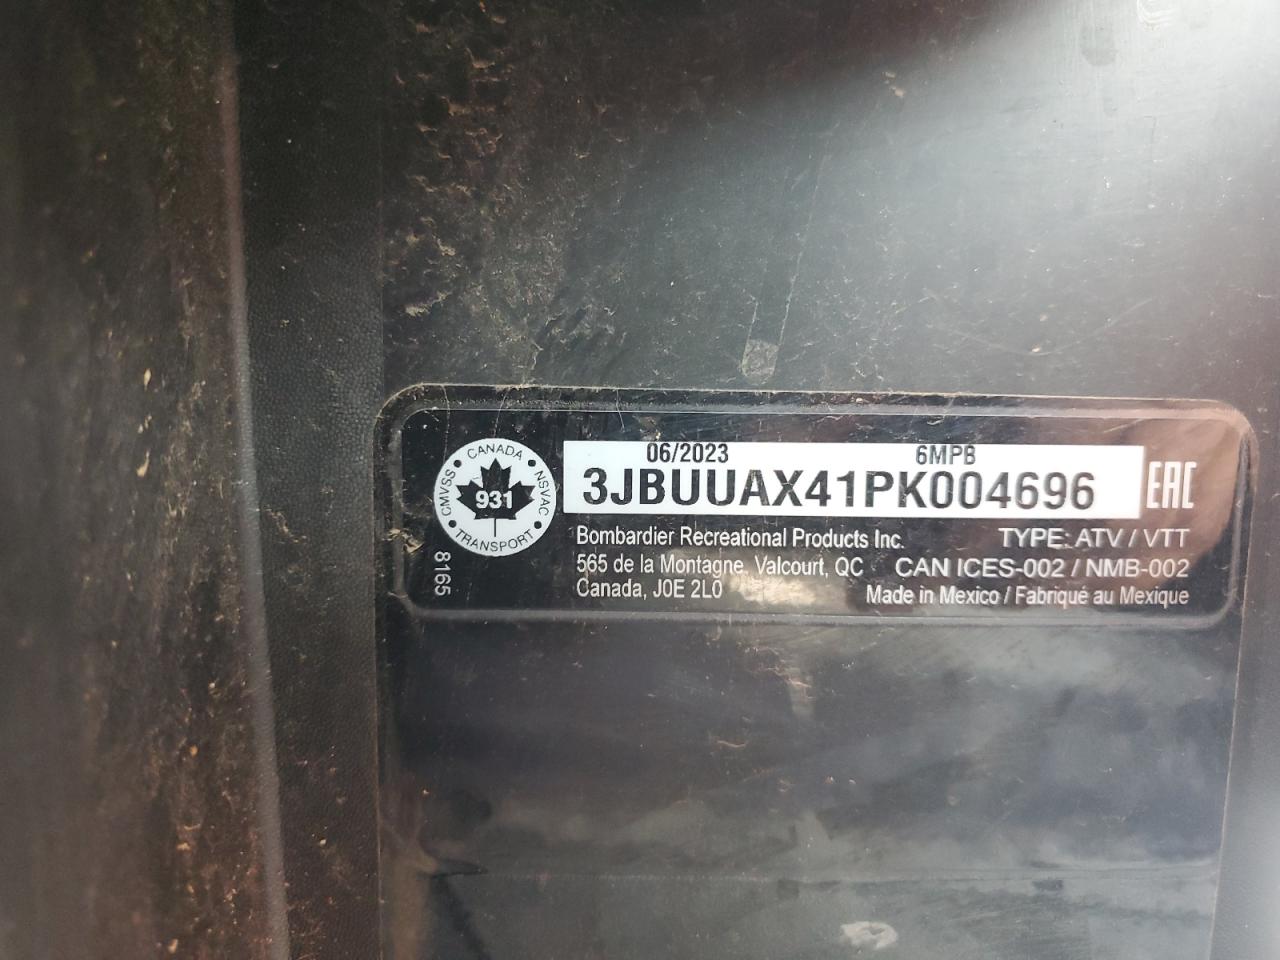 CANADA
CMVSS
NSVAC
931
TRANSPORT
8165
06/2023 6MPB
3JBUUAX41PK004696
EAC
Bombardier Recreational Products Inc. TYPE: ATV / VTT
565 de la Montagne, Valcourt, QC CAN ICES-002 / NMB-002
Canada, J0E 2L0 Made in Mexico / Fabriqué au Mexique